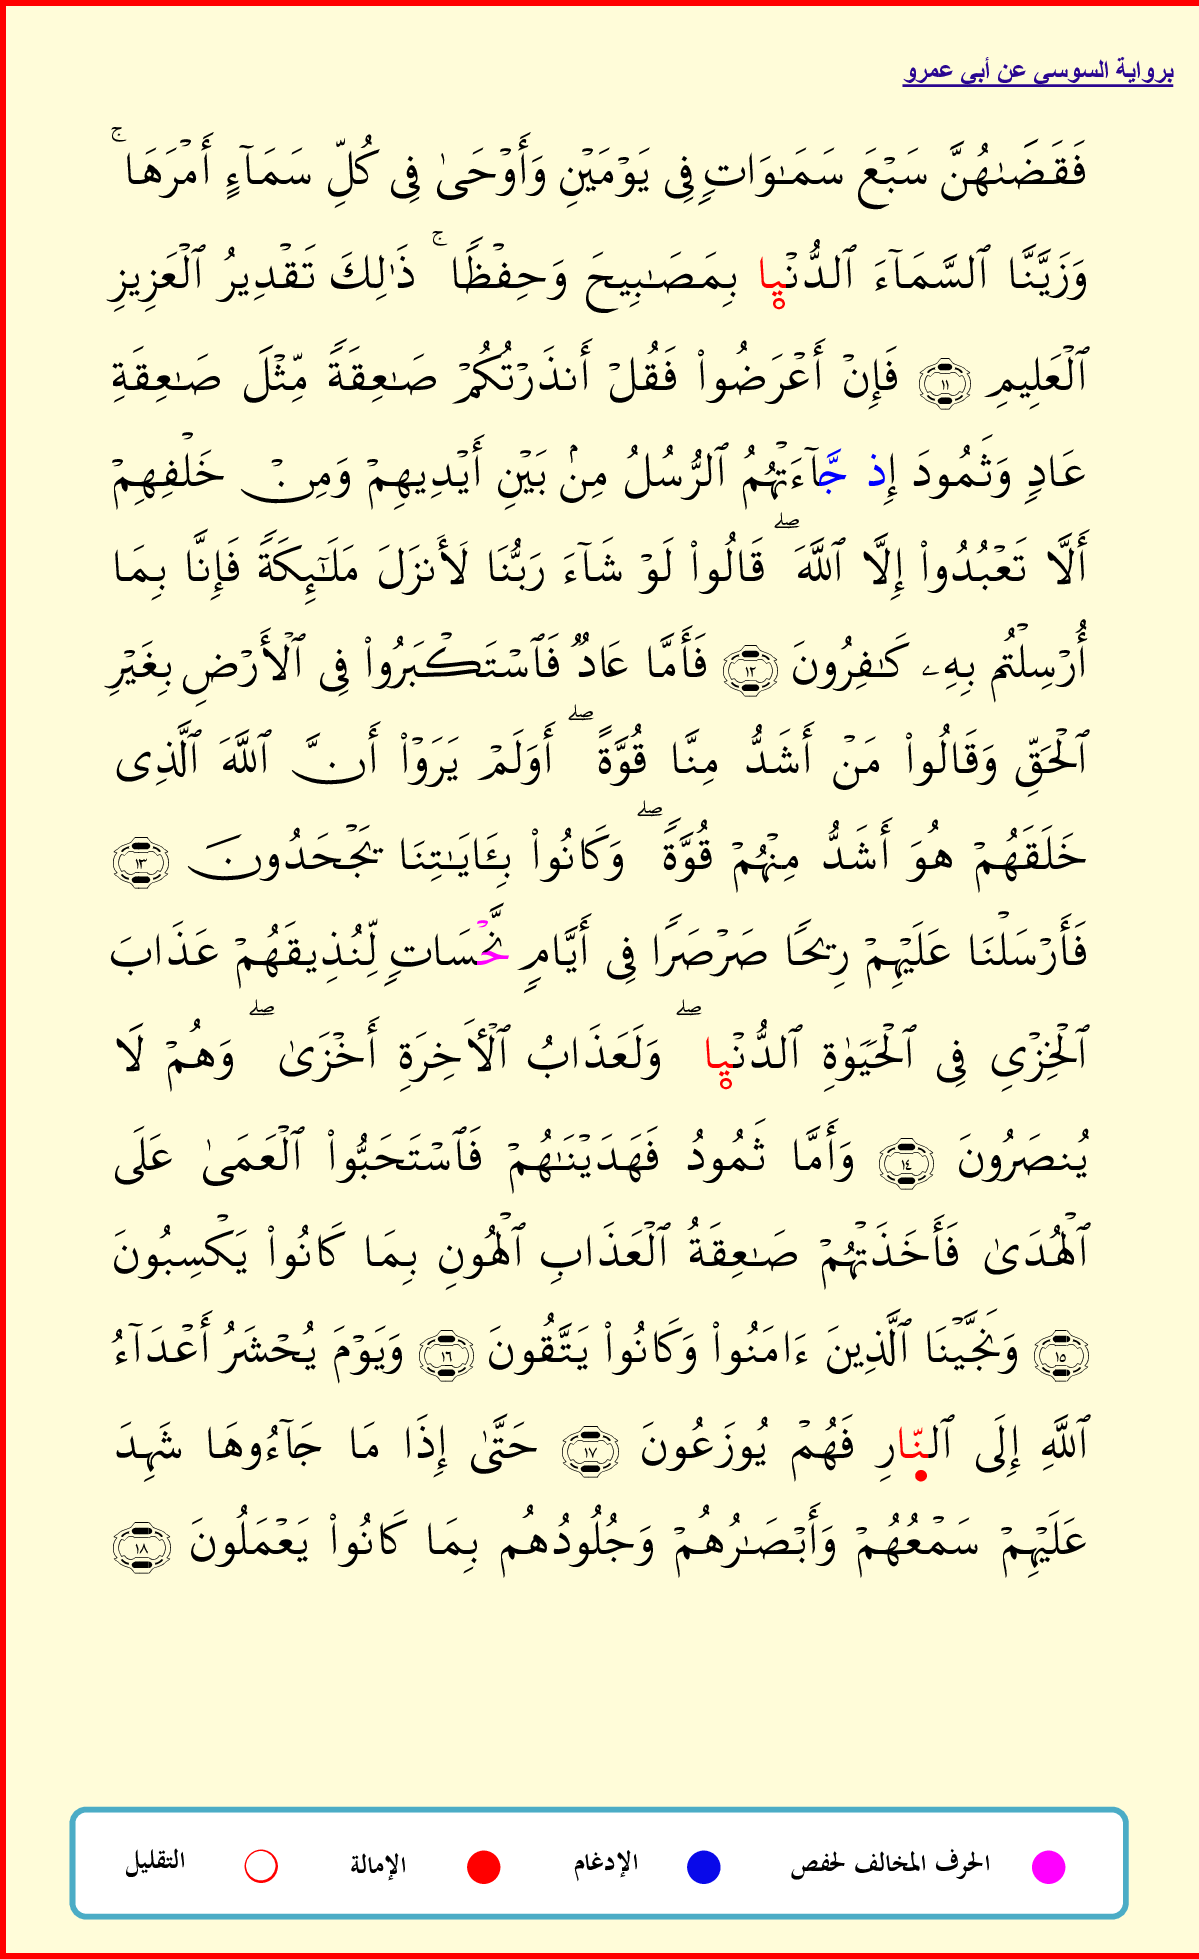 برواية السوسي عن أبي عمرو
فَقَضَىٰهُنَّ سَبْعَ سَمَـٰوَاتٍ فِى يَوْمَيْنِ وَأَوْحَىٰ فِى كُلِّ سَمَآءٍ أَمْرَهَا ۚ
وَزَيَّنَّا ٱلسَّمَآءَ ٱلدُّنْيا بِمَصَـٰبِيحَ وَحِفْظًا ۚ ذَٰلِكَ تَقْدِيرُ ٱلْعَزِيزِ
ٱلْعَلِيمِ ١١ فَإِنْ أَعْرَضُوا۟ فَقُلْ أَنذَرْتُكُمْ صَـٰعِقَةً مِّثْلَ صَـٰعِقَةِ
عَادٍ وَثَمُودَ إِذ جَّآءَتْهُمُ ٱلرُّسُلُ مِنۢ بَيْنِ أَيْدِيهِمْ وَمِنْ خَلْفِهِمْ
أَلَّا تَعْبُدُوا۟ إِلَّا ٱللَّهَ ۖ قَالُوا۟ لَوْ شَآءَ رَبُّنَا لَأَنزَلَ مَلَـٰٓئِكَةً فَإِنَّا بِمَا
أُرْسِلْتُم بِهِۦ كَـٰفِرُونَ ١٢ فَأَمَّا عَادٌ فَٱسْتَكْبَرُوا۟ فِى ٱلْأَرْضِ بِغَيْرِ
ٱلْحَقِّ وَقَالُوا۟ مَنْ أَشَدُّ مِنَّا قُوَّةً ۖ أَوَلَمْ يَرَوْا۟ أَنَّ ٱللَّهَ ٱلَّذِى
خَلَقَهُمْ هُوَ أَشَدُّ مِنْهُمْ قُوَّةً ۖ وَكَانُوا۟ بِـَٔايَـٰتِنَا يَجْحَدُونَ ١٣
فَأَرْسَلْنَا عَلَيْهِمْ رِيحًا صَرْصَرًا فِى أَيَّامٍ نَّحْسَاتٍ لِّنُذِيقَهُمْ عَذَابَ
ٱلْخِزْىِ فِى ٱلْحَيَوٰةِ ٱلدُّنْيا ۖ وَلَعَذَابُ ٱلْـَٔاخِرَةِ أَخْزَىٰ ۖ وَهُمْ لَا
يُنصَرُونَ ١٤ وَأَمَّا ثَمُودُ فَهَدَيْنَـٰهُمْ فَٱسْتَحَبُّوا۟ ٱلْعَمَىٰ عَلَى
ٱلْهُدَىٰ فَأَخَذَتْهُمْ صَـٰعِقَةُ ٱلْعَذَابِ ٱلْهُونِ بِمَا كَانُوا۟ يَكْسِبُونَ
١٥ وَنَجَّيْنَا ٱلَّذِينَ ءَامَنُوا۟ وَكَانُوا۟ يَتَّقُونَ ١٦ وَيَوْمَ يُحْشَرُ أَعْدَآءُ
ٱللَّهِ إِلَى ٱلنَّارِ فَهُمْ يُوزَعُونَ ١٧ حَتَّىٰ إِذَا مَا جَآءُوهَا شَهِدَ
عَلَيْهِمْ سَمْعُهُمْ وَأَبْصَـٰرُهُمْ وَجُلُودُهُم بِمَا كَانُوا۟ يَعْمَلُونَ ١٨
الحرف المخالف لحفص الإدغام الإمالة التقليل